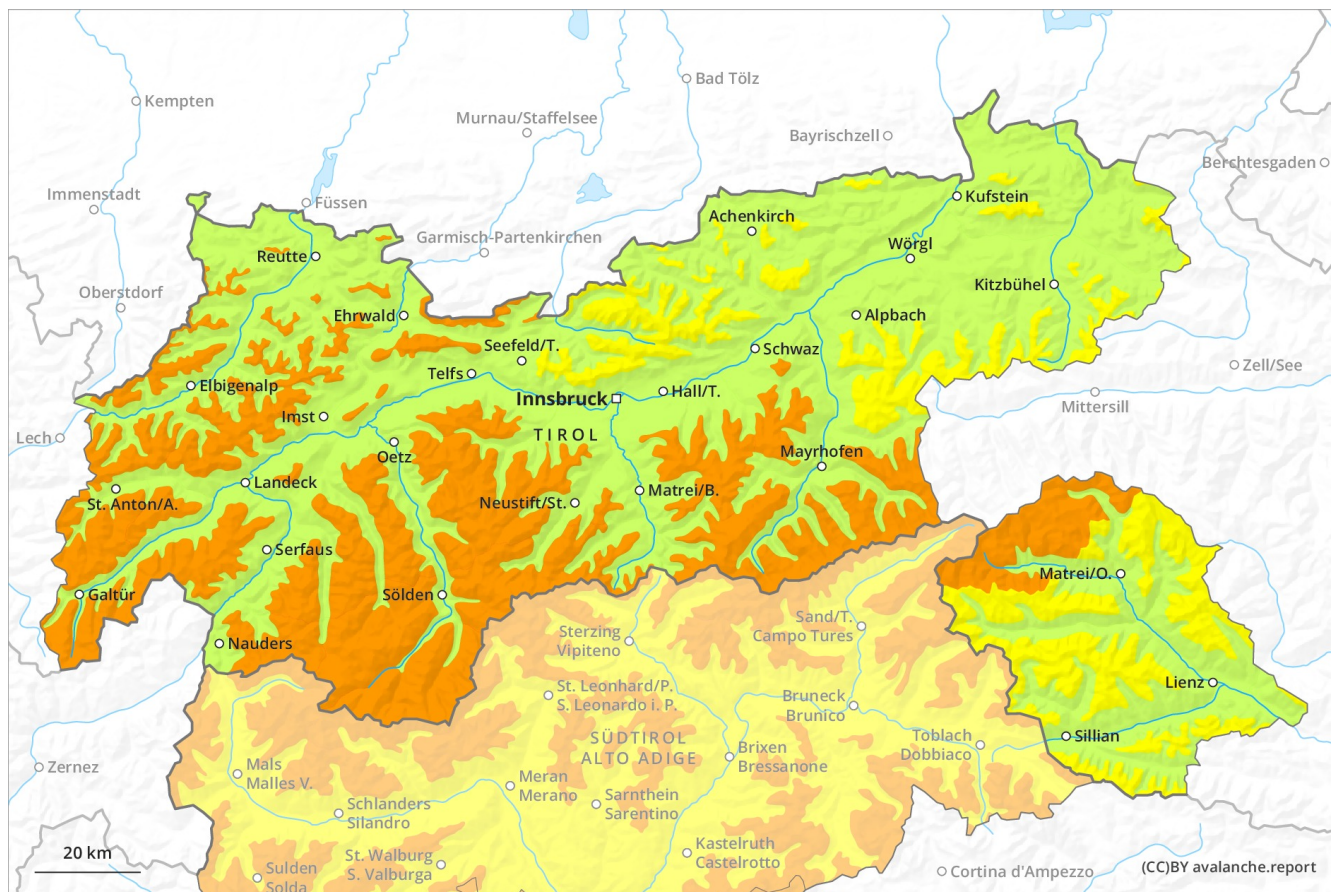 Kempten
Bad Tölz
Murnau/Staffelsee
Bayrischzell
Berchtesgaden
Immenstadt
Füssen
Kufstein
Achenkirch
Garmisch-Partenkirchen
Wörgl
Reutte
Kitzbühel
Oberstdorf
Ehrwald
Alpbach
Seefeld/T.
Schwaz
Zell/See
Telfs
Elbigenalp
Innsbruck
Hall/T.
Mittersill
Imst
Lech
TIROL
Oetz
Mayrhofen
Landeck
Matrei/B.
St. Anton/A.
Neustift/St.
Serfaus
Matrei/O.
Galtür
Sölden
Sand/T.
Campo Tures
Sterzing
Vipiteno
Nauders
Lienz
St. Leonhard/P.
S. Leonardo i. P.
Bruneck
Brunico
SÜDTIROL
ALTO ADIGE
Toblach
Dobbiaco
Sillian
Brixen
Bressanone
Zernez
Mals
Malles V.
Meran
Merano
Sarnthein
Sarentino
Schlanders
Silandro
Kastelruth
Castelrotto
20 km
St. Walburg
S. Valburga
Sulden
Solda
Cortina d'Ampezzo
(CC)BY avalanche.report